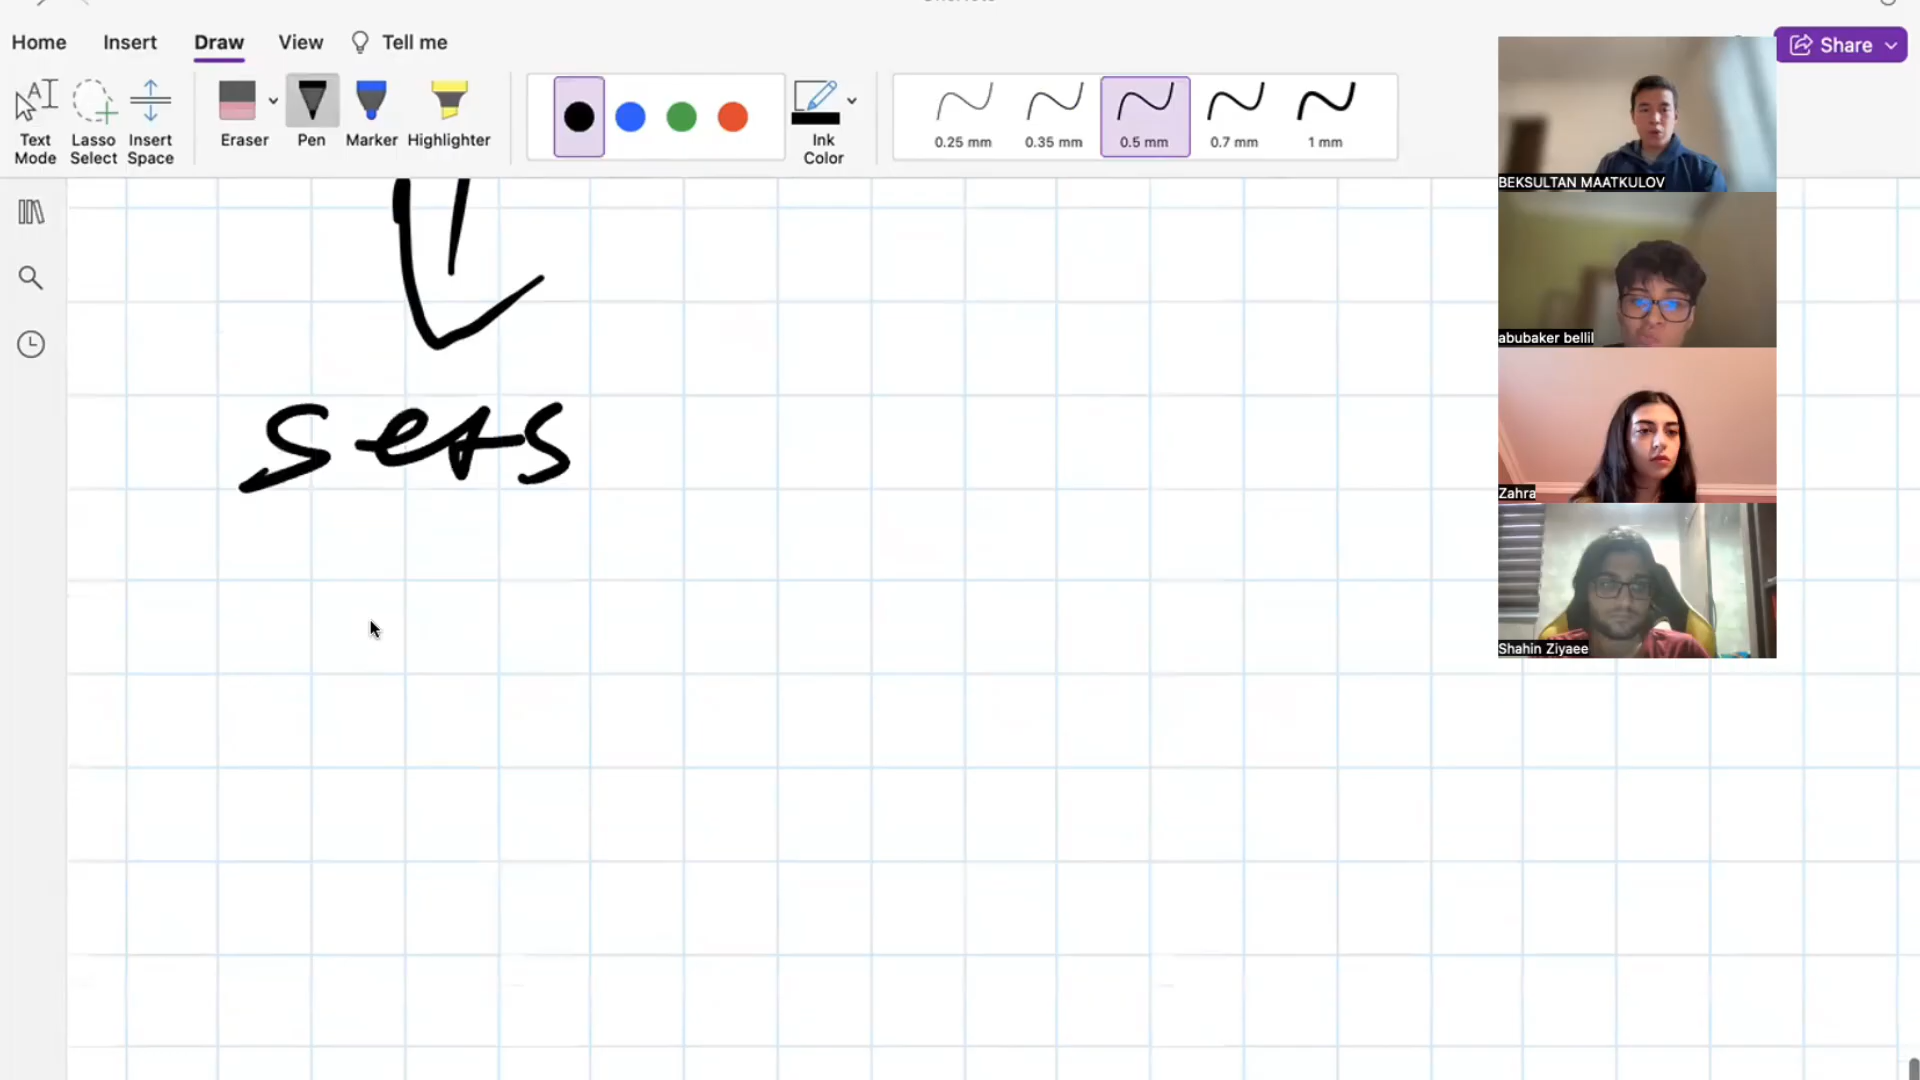 Home Insert Draw View Tell me
Share
Text Mode
Lasso Select
Insert Space
Eraser
Pen
Marker
Highlighter
Ink Color
0.25 mm
0.35 mm
0.5 mm
0.7 mm
1 mm
BEKSULTAN MAATKULOV
abubaker bellil
Zahra
Shahin Ziyaee
sets